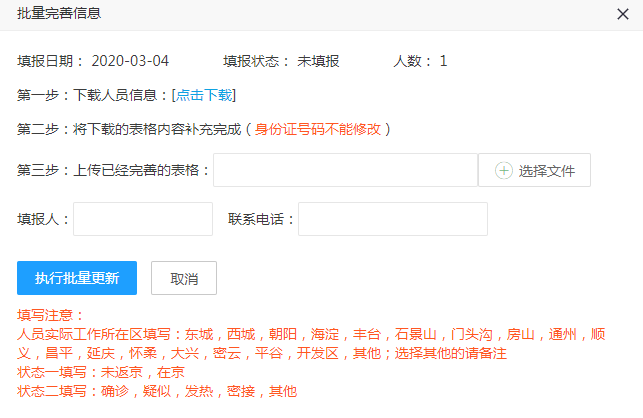 批量完善信息
填报日期： 2020-03-04 填报状态： 未填报 人数： 1
第一步：下载人员信息：[点击下载]
第二步：将下载的表格内容补充完成（身份证号码不能修改）
第三步：上传已经完善的表格： 选择文件
填报人： 联系电话：
执行批量更新 取消
填写注意：
人员实际工作所在区填写：东城，西城，朝阳，海淀，丰台，石景山，门头沟，房山，通州，顺
义，昌平，延庆，怀柔，大兴，密云，平谷，开发区，其他；选择其他的请备注
状态一填写：未返京，在京
状态二填写：确诊，疑似，发热，密接，其他